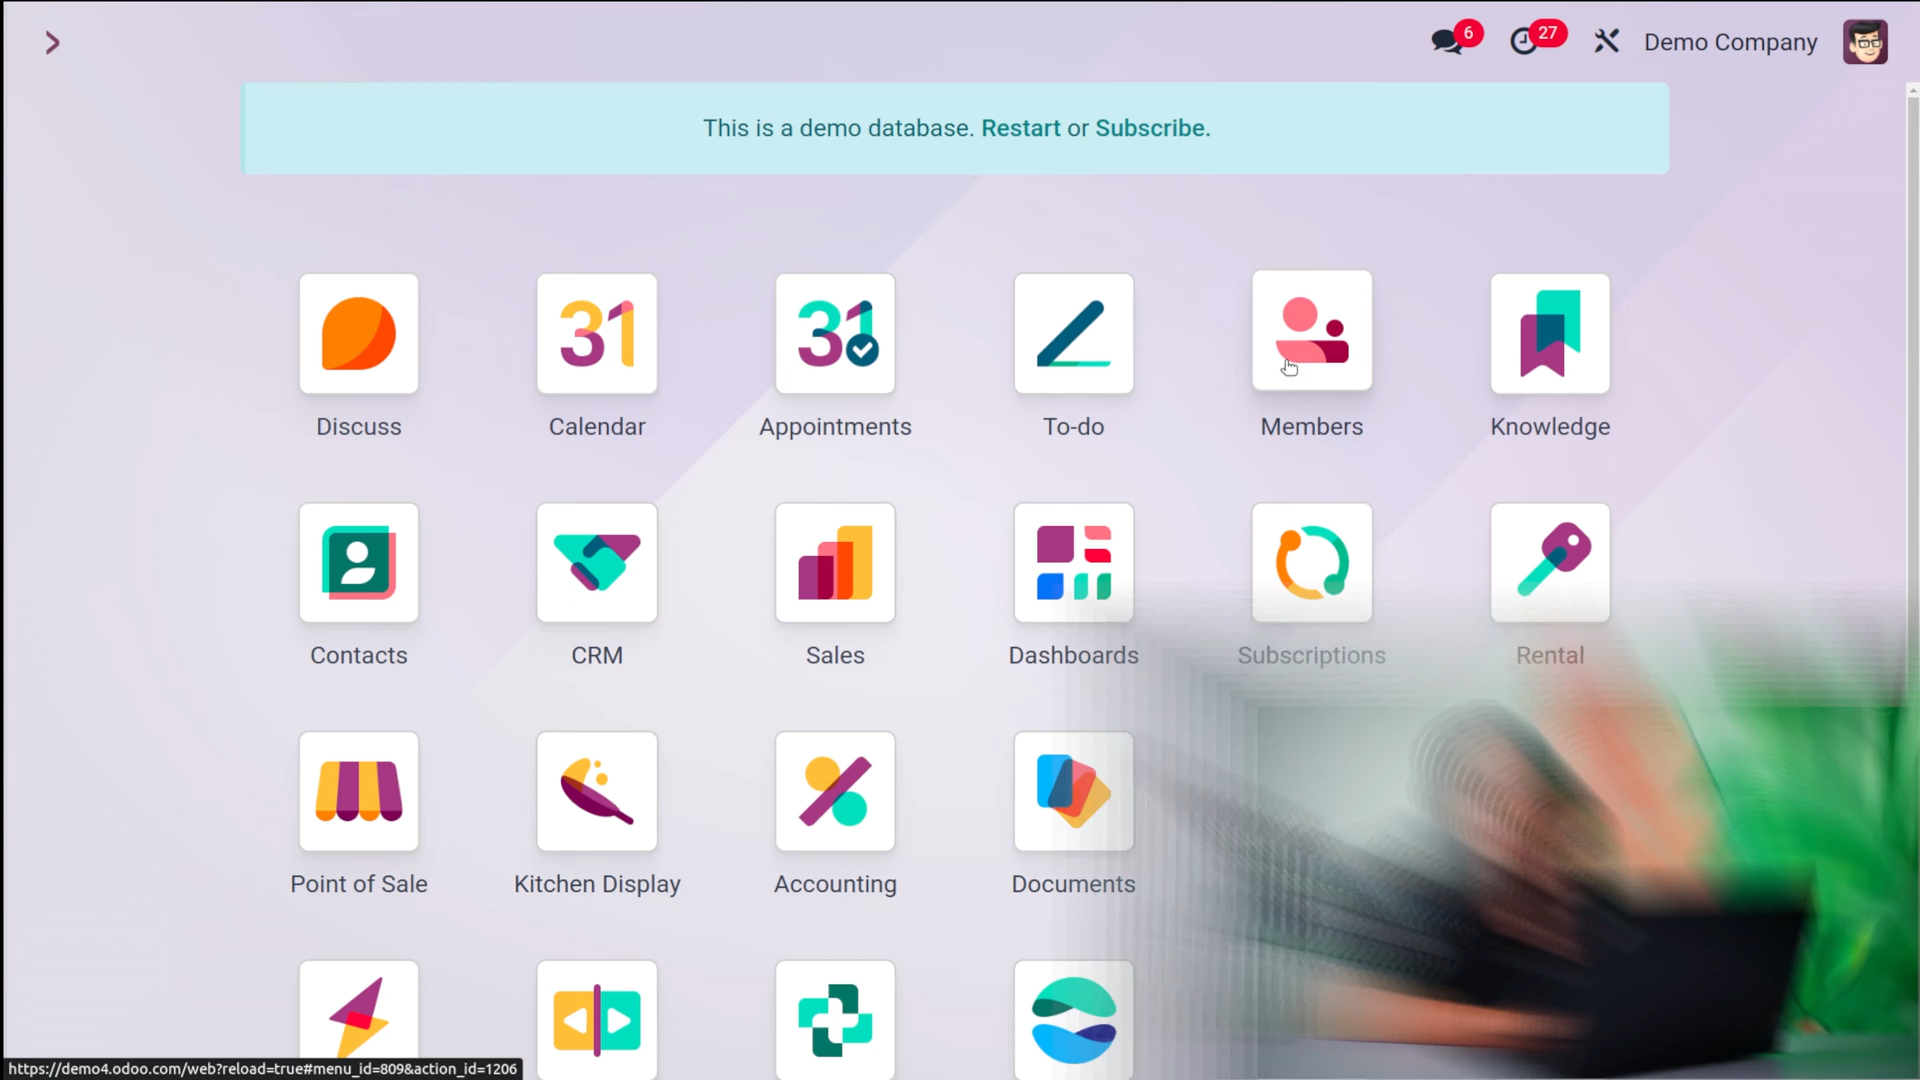 6
27
Demo Company
This is a demo database. Restart or Subscribe.
31
31
Discuss
Calendar
Appointments
To-do
Members
Knowledge
Contacts
CRM
Sales
Dashboards
Subscriptions
Rental
Point of Sale
Kitchen Display
Accounting
Documents
https://demo4.odoo.com/web?reload=true#menu_id=809&action_id=1206